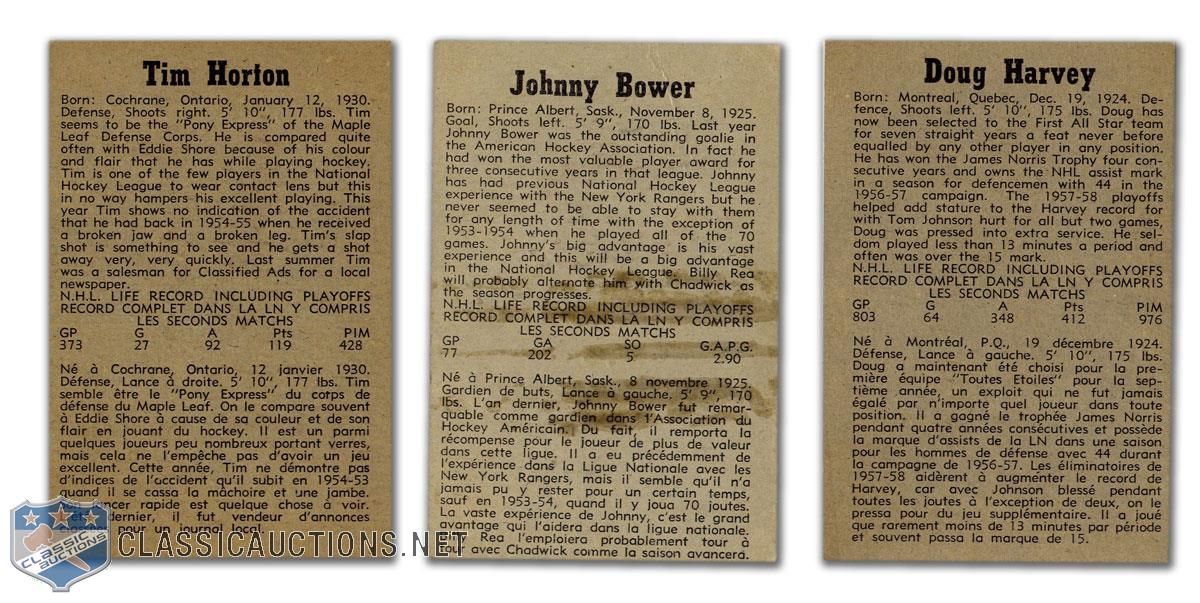 Tim Horton
Born: Cochrane, Ontario, January 12, 1930.
Defense, Shoots right. 5' 10", 177 lbs. Tim
seems to be the "Pony Express" of the Maple
Leaf Defense Corps. He is compared quite
often with Eddie Shore because of his colour
and flair that he has while playing hockey.
Tim is one of the few players in the National
Hockey League to wear contact lens but this
in no way hampers his excellent playing. This
year Tim shows no indication of the accident
that he had back in 1954-55 when he received
a broken jaw and a broken leg. Tim's slap
shot is something to see and he gets a shot
away very, very quickly. Last summer Tim
was a salesman for Classified Ads for a local
newspaper.
N.H.L. LIFE RECORD INCLUDING PLAYOFFS
RECORD COMPLET DANS LA LN Y COMPRIS
LES SECONDS MATCHS
GP G A Pts PIM
373 27 92 119 428
Né à Cochrane, Ontario, 12 janvier 1930.
Défense, Lance à droite. 5' 10", 177 lbs. Tim
semble être le "Pony Express" du corps de
défense du Maple Leaf. On le compare souvent
à Eddie Shore à cause de sa couleur et de son
flair en jouant du hockey. Il est un parmi
quelques joueurs peu nombreux portant verres,
mais cela ne l'empêche pas d'avoir un jeu
excellent. Cette année, Tim ne démontre pas
d'indices de l'accident qu'il subit en 1954-53
quand il se cassa la mâchoire et une jambe.
lancer rapide est quelque chose à voir.
dernier, il fut vendeur d'annonces
pour un journal local.
Johnny Bower
Born: Prince Albert, Sask., November 8, 1925.
Goal, Shoots left. 5' 9", 170 lbs. Last year
Johnny Bower was the outstanding goalie in
the American Hockey Association. In fact he
had won the most valuable player award for
three consecutive years in that league. Johnny
has had previous National Hockey League
experience with the New York Rangers but he
never seemed to be able to stay with them
for any length of time with the exception of
1953-1954 when he played all of the 70
games. Johnny's big advantage is his vast
experience and this will be a big advantage
in the National Hockey League. Billy Rea
will probably alternate him with Chadwick as
the season progresses.
N.H.L. LIFE RECORD INCLUDING PLAYOFFS
RECORD COMPLET DANS LA LN Y COMPRIS
LES SECONDS MATCHS
GP GA SO G.A.P.G.
77 202 5 2.90
Né à Prince Albert, Sask., 8 novembre 1925.
Gardien de buts, Lance à gauche. 5' 9", 170
lbs. L'an dernier, Johnny Bower fut remar-
quable comme gardien dans l'Association du
Hockey Américain. Du fait, il remporta la
récompense pour le joueur de plus de valeur
dans cette ligue. Il a eu précédemment de
l'expérience dans la Ligue Nationale avec les
New York Rangers, mais il semble qu'il n'a
jamais pu y rester pour un certain temps,
sauf en 1953-54, quand il y joua 70 joutes.
La vaste expérience de Johnny, c'est le grand
avantage qui l'aidera dans la ligue nationale.
Rea l'emploiera probablement tour à
tour avec Chadwick comme la saison avancera.
Doug Harvey
Born: Montreal, Quebec, Dec. 19, 1924. De-
fence, Shoots left. 5' 10", 175 lbs. Doug has
now been selected to the First All Star team
for seven straight years a feat never before
equalled by any other player in any position.
He has won the James Norris Trophy four con-
secutive years and owns the NHL assist mark
in a season for defencemen with 44 in the
1956-57 campaign. The 1957-58 playoffs
helped add stature to the Harvey record for
with Tom Johnson hurt for all but two games,
Doug was pressed into extra service. He sel-
dom played less than 13 minutes a period and
often was over the 15 mark.
N.H.L. LIFE RECORD INCLUDING PLAYOFFS
RECORD COMPLET DANS LA LN Y COMPRIS
LES SECONDS MATCHS
GP G A Pts PIM
803 64 348 412 976
Né à Montréal, P.Q., 19 décembre 1924.
Défense, Lance à gauche. 5' 10", 175 lbs.
Doug a maintenant été choisi pour la pre-
mière équipe "Toutes Etoiles" pour la sep-
tième année, un exploit qui ne fut jamais
égalé par n'importe quel joueur dans toute
position. Il a gagné le trophée James Norris
pendant quatre années consécutives et possède
la marque d'assists de la LN dans une saison
pour les hommes de défense avec 44 durant
la campagne de 1956-57. Les éliminatoires de
1957-58 aidèrent à augmenter le record de
Harvey, car avec Johnson blessé pendant
toutes les joutes à l'exception de deux, on le
pressa pour du jeu supplémentaire. Il a joué
que rarement moins de 13 minutes par période
et souvent passa la marque de 15.
CLASSIC
AUCTIONS
CLASSICAUCTIONS.NET